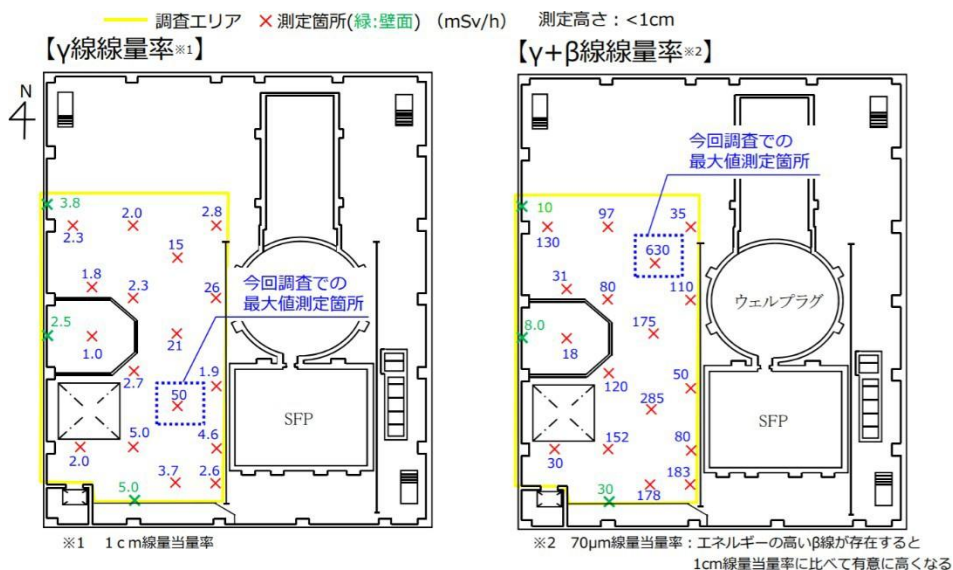 調査エリア ×測定箇所(緑:壁面) (mSv/h) 測定高さ:<1cm
【γ線線量率※1】
N
3.8
2.3
2.0
2.8
15
1.8
2.3
26
今回調査での
最大値測定箇所
2.5
1.0
21
2.7
1.9
50
SFP
2.0
5.0
4.6
3.7
2.6
5.0
※1 1cm線量当量率
【γ+β線線量率※2】
今回調査での
最大値測定箇所
10
130
97
35
630
31
80
110
ウェルプラグ
8.0
18
175
120
50
285
SFP
30
152
80
183
178
30
※2 70μm線量当量率:エネルギーの高いβ線が存在すると
1cm線量当量率に比べて有意に高くなる